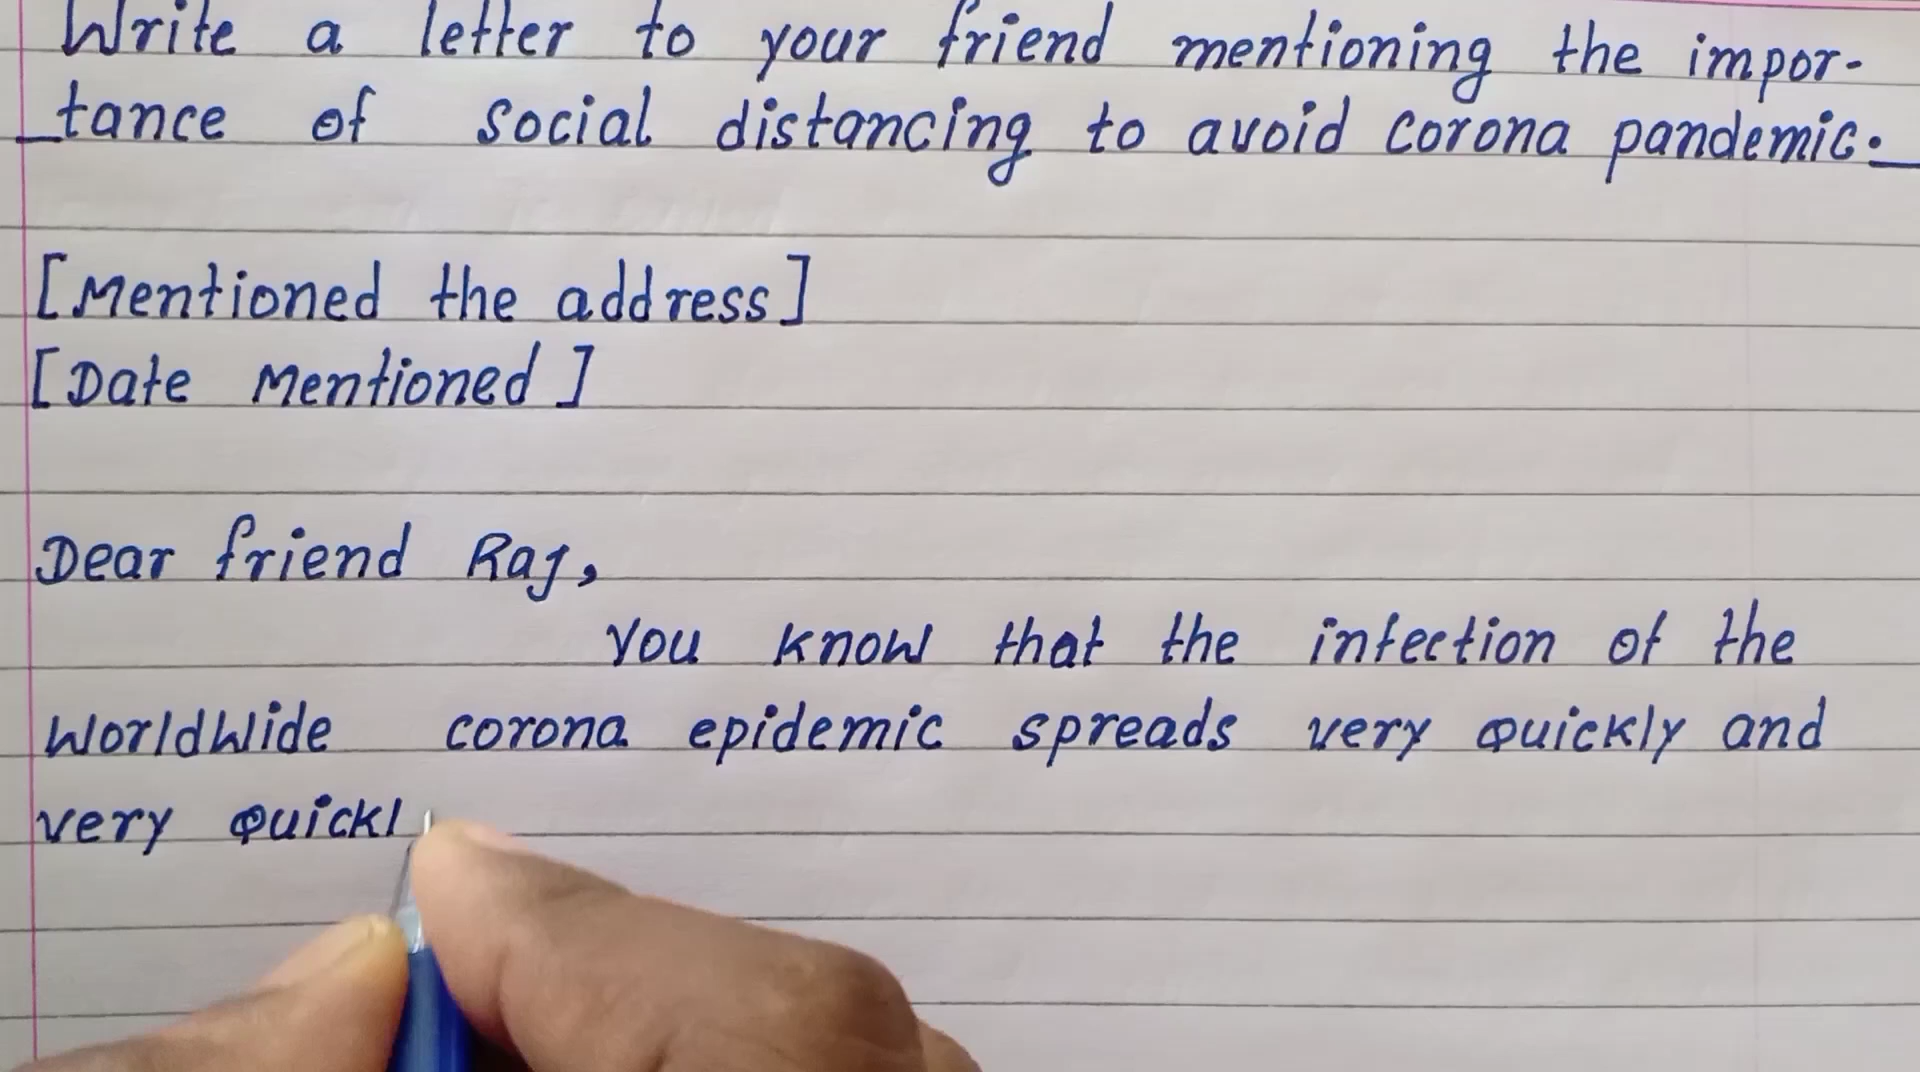 Write a letter to your friend mentioning the impor-
tance of social distancing to avoid corona pandemic.
[Mentioned the address]
[Date Mentioned]
Dear friend Raj,
You know that the infection of the
Worldwide corona epidemic spreads very quickly and
very quickl